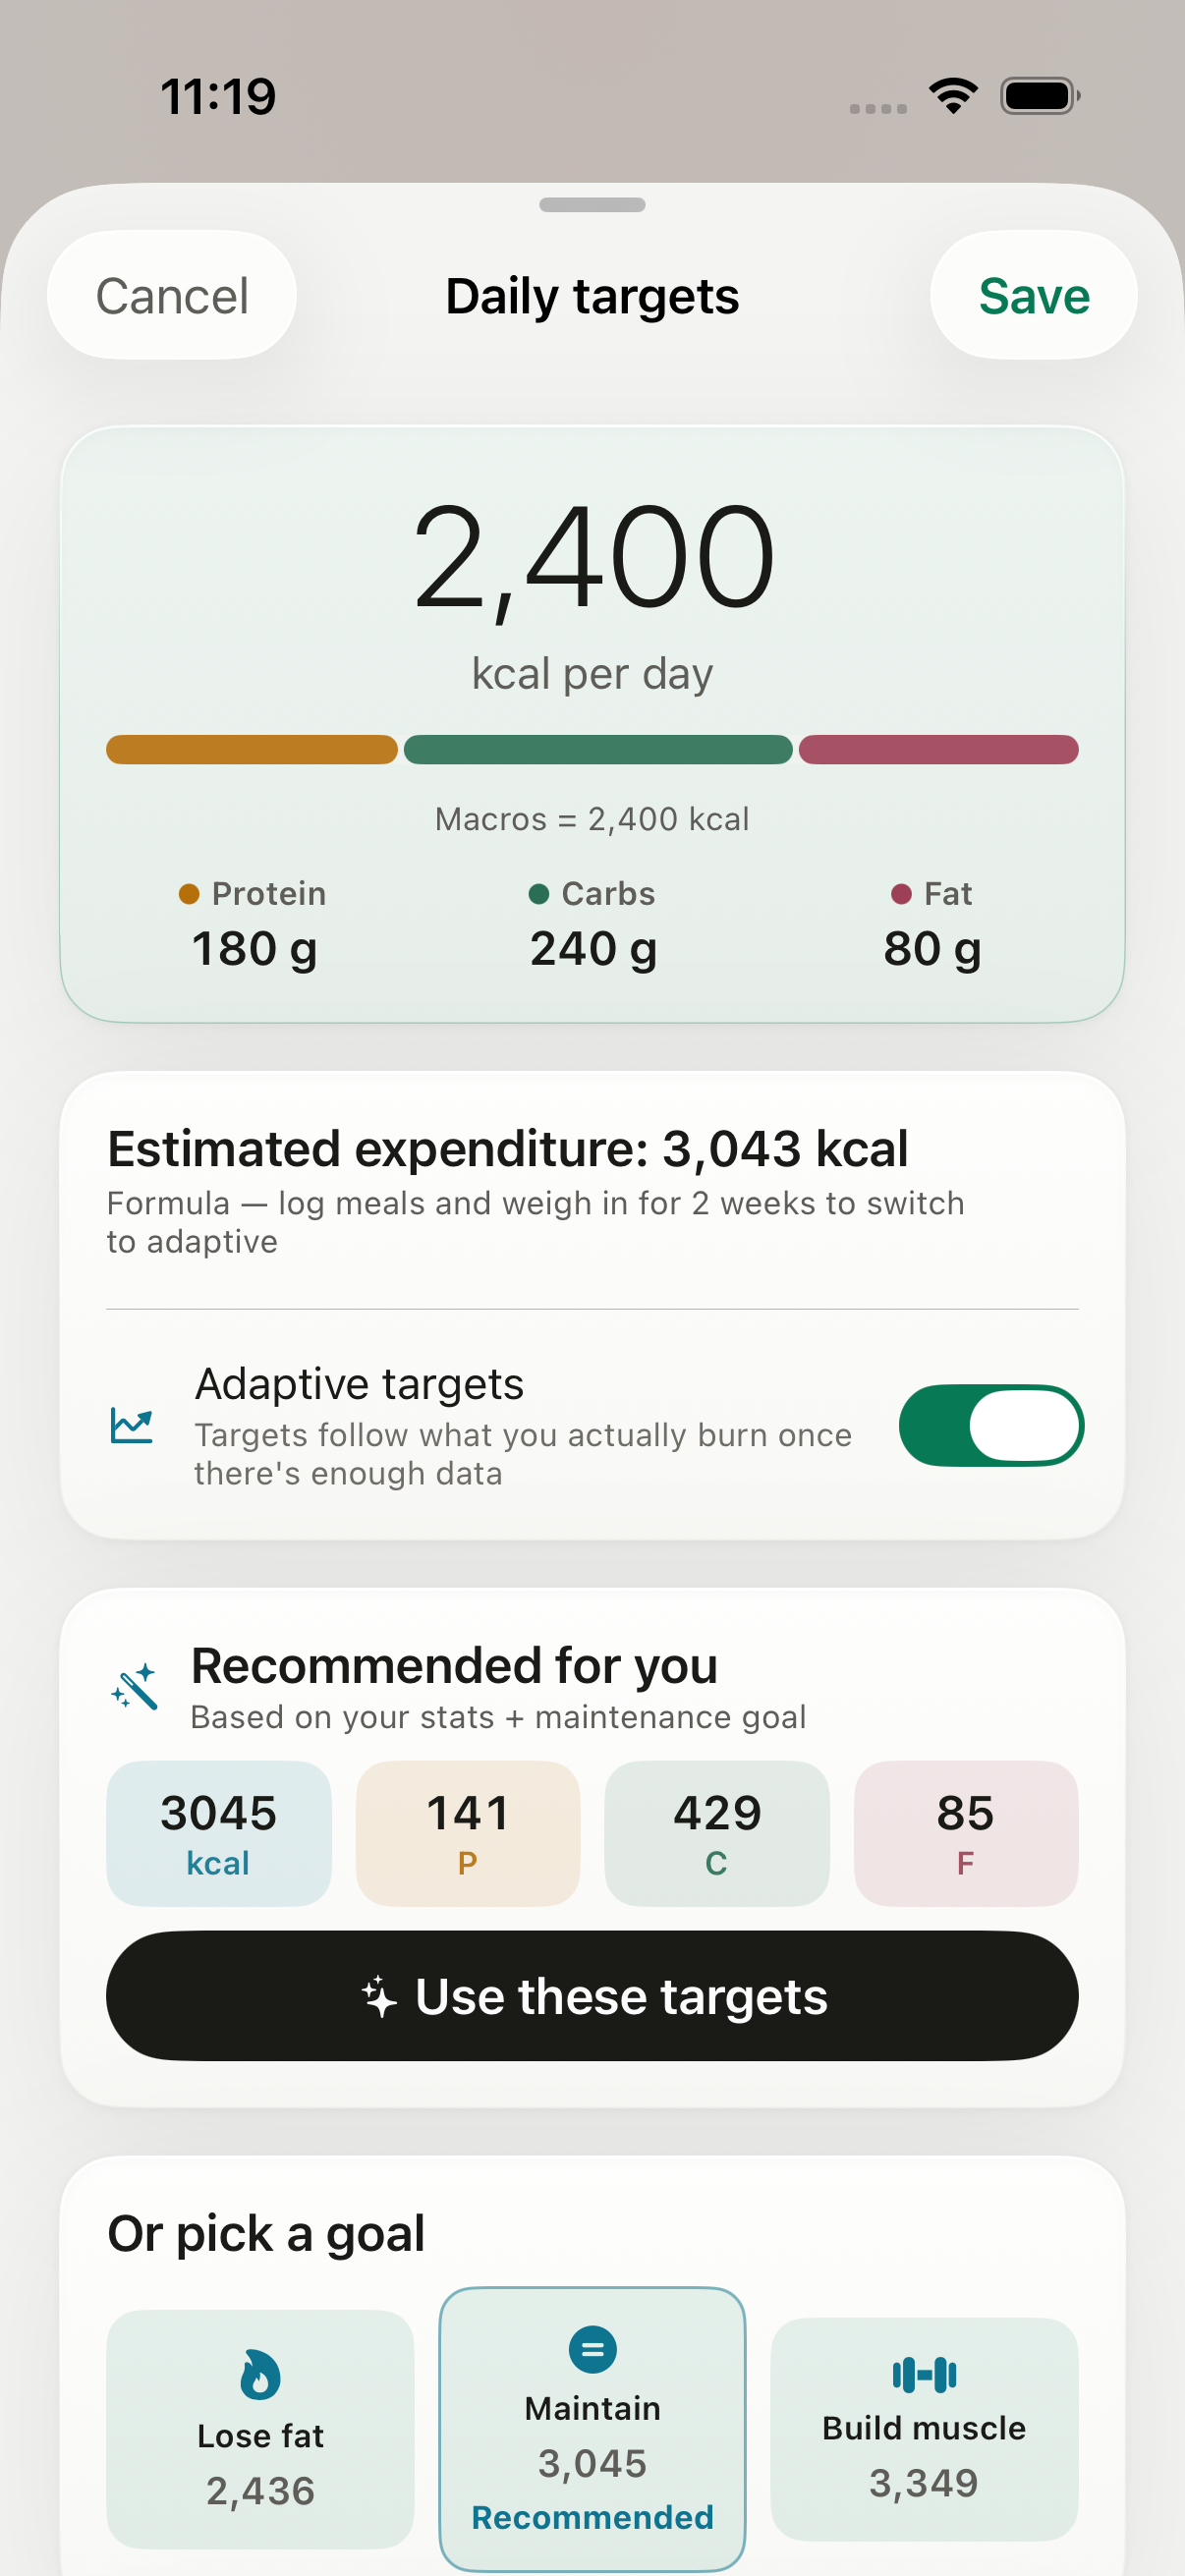 11:19
Cancel
Daily targets
Save
2,400
kcal per day
Macros = 2,400 kcal
Protein
180 g
Carbs
240 g
Fat
80 g
Estimated expenditure: 3,043 kcal
Formula — log meals and weigh in for 2 weeks to switch
to adaptive
Adaptive targets
Targets follow what you actually burn once
there's enough data
Recommended for you
Based on your stats + maintenance goal
3045
kcal
141
P
429
C
85
F
Use these targets
Or pick a goal
Lose fat
2,436
Maintain
3,045
Recommended
Build muscle
3,349